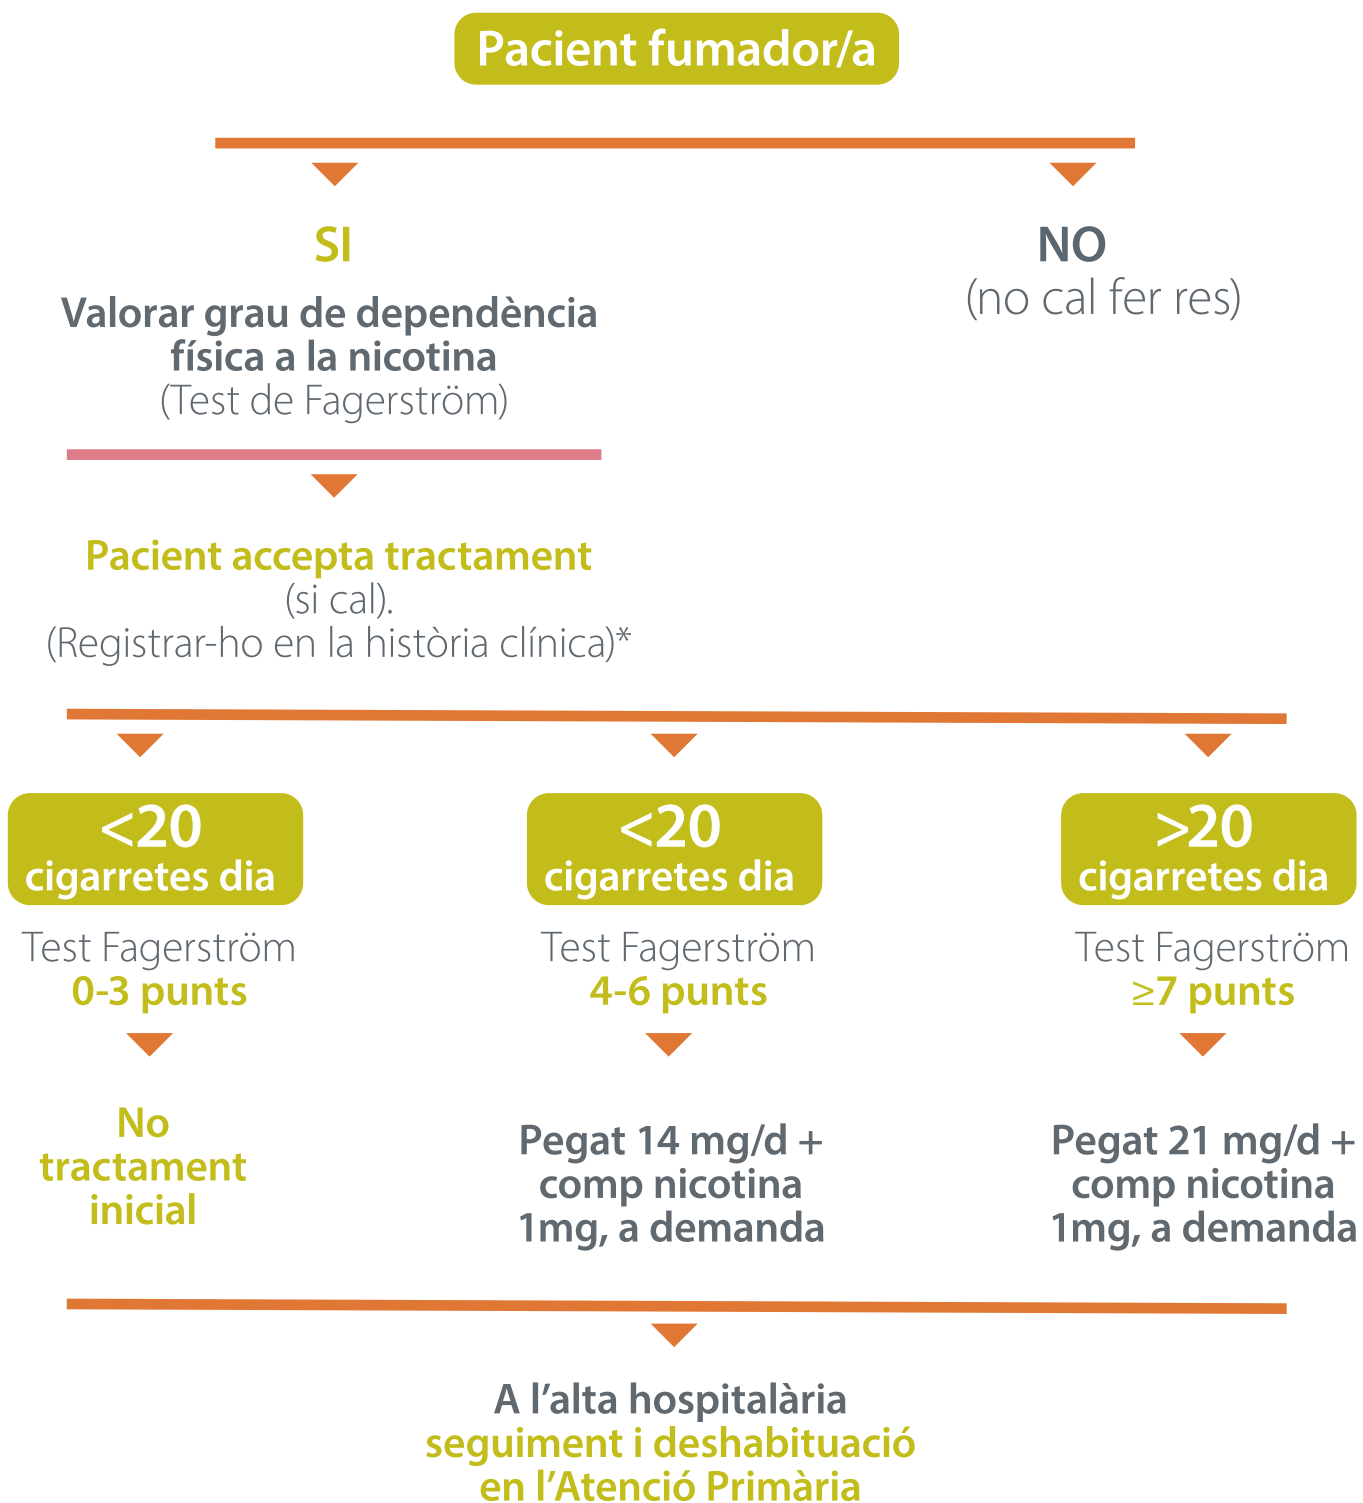 Pacient fumador/a
SI
Valorar grau de dependència
física a la nicotina
(Test de Fagerström)
NO
(no cal fer res)
Pacient accepta tractament
(si cal).
(Registrar-ho en la història clínica)*
<20
cigarretes dia
Test Fagerström
0-3 punts
No
tractament
inicial
<20
cigarretes dia
Test Fagerström
4-6 punts
Pegat 14 mg/d +
comp nicotina
1mg, a demanda
>20
cigarretes dia
Test Fagerström
≥7 punts
Pegat 21 mg/d +
comp nicotina
1mg, a demanda
A l’alta hospitalària
seguiment i deshabituació
en l’Atenció Primària